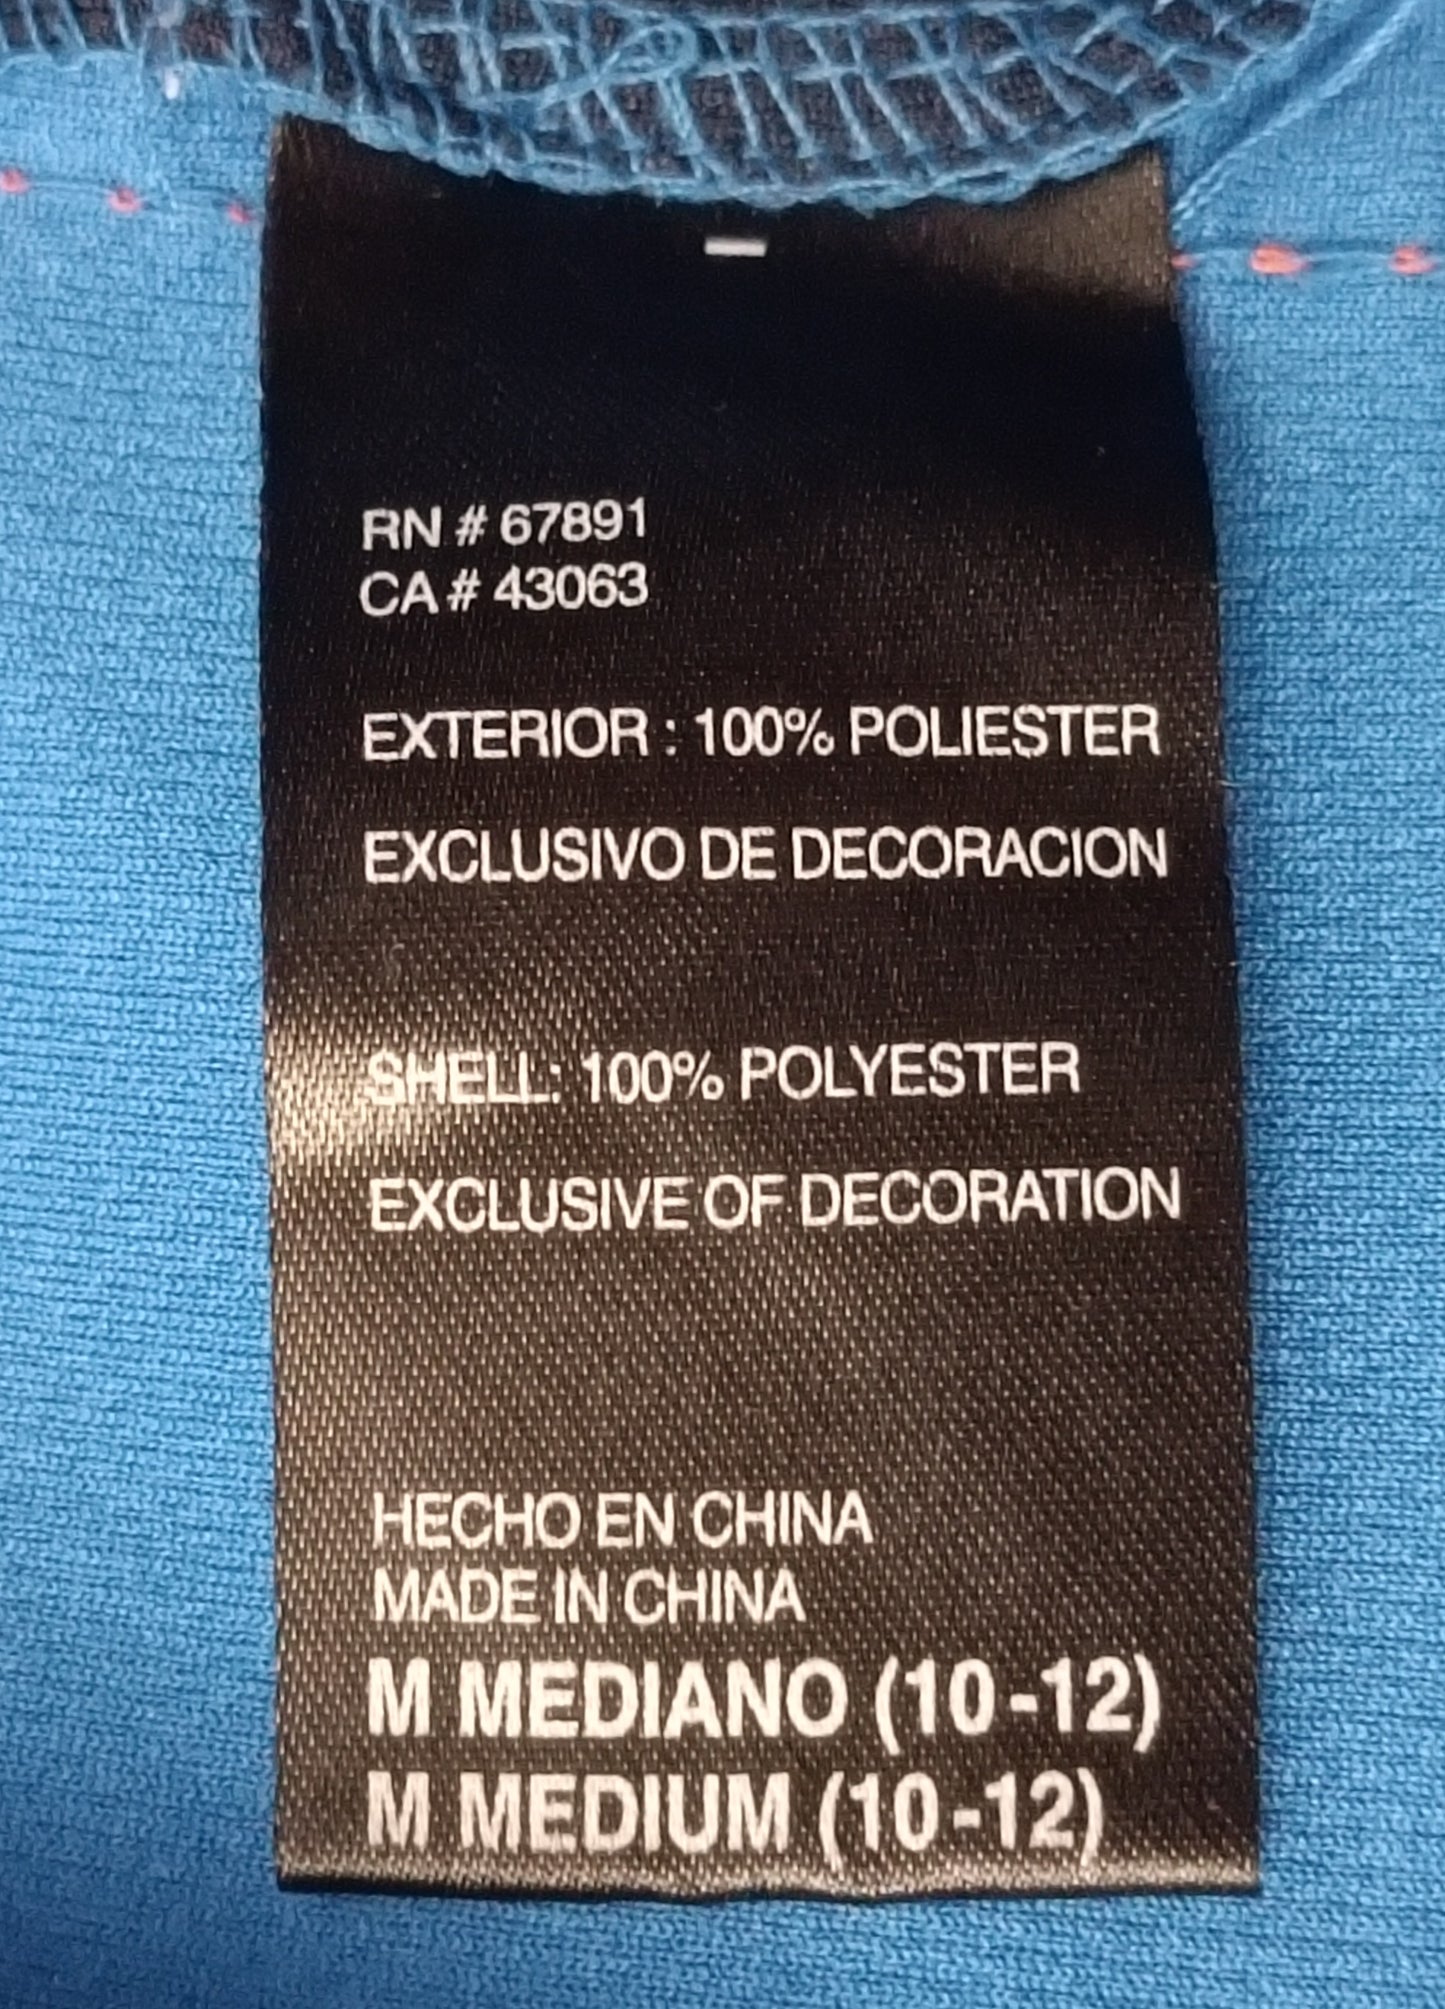 RN # 67891
CA # 43063
EXTERIOR : 100% POLIESTER
EXCLUSIVO DE DECORACION
SHELL: 100% POLYESTER
EXCLUSIVE OF DECORATION
HECHO EN CHINA
MADE IN CHINA
M MEDIANO (10-12)
M MEDIUM (10-12)